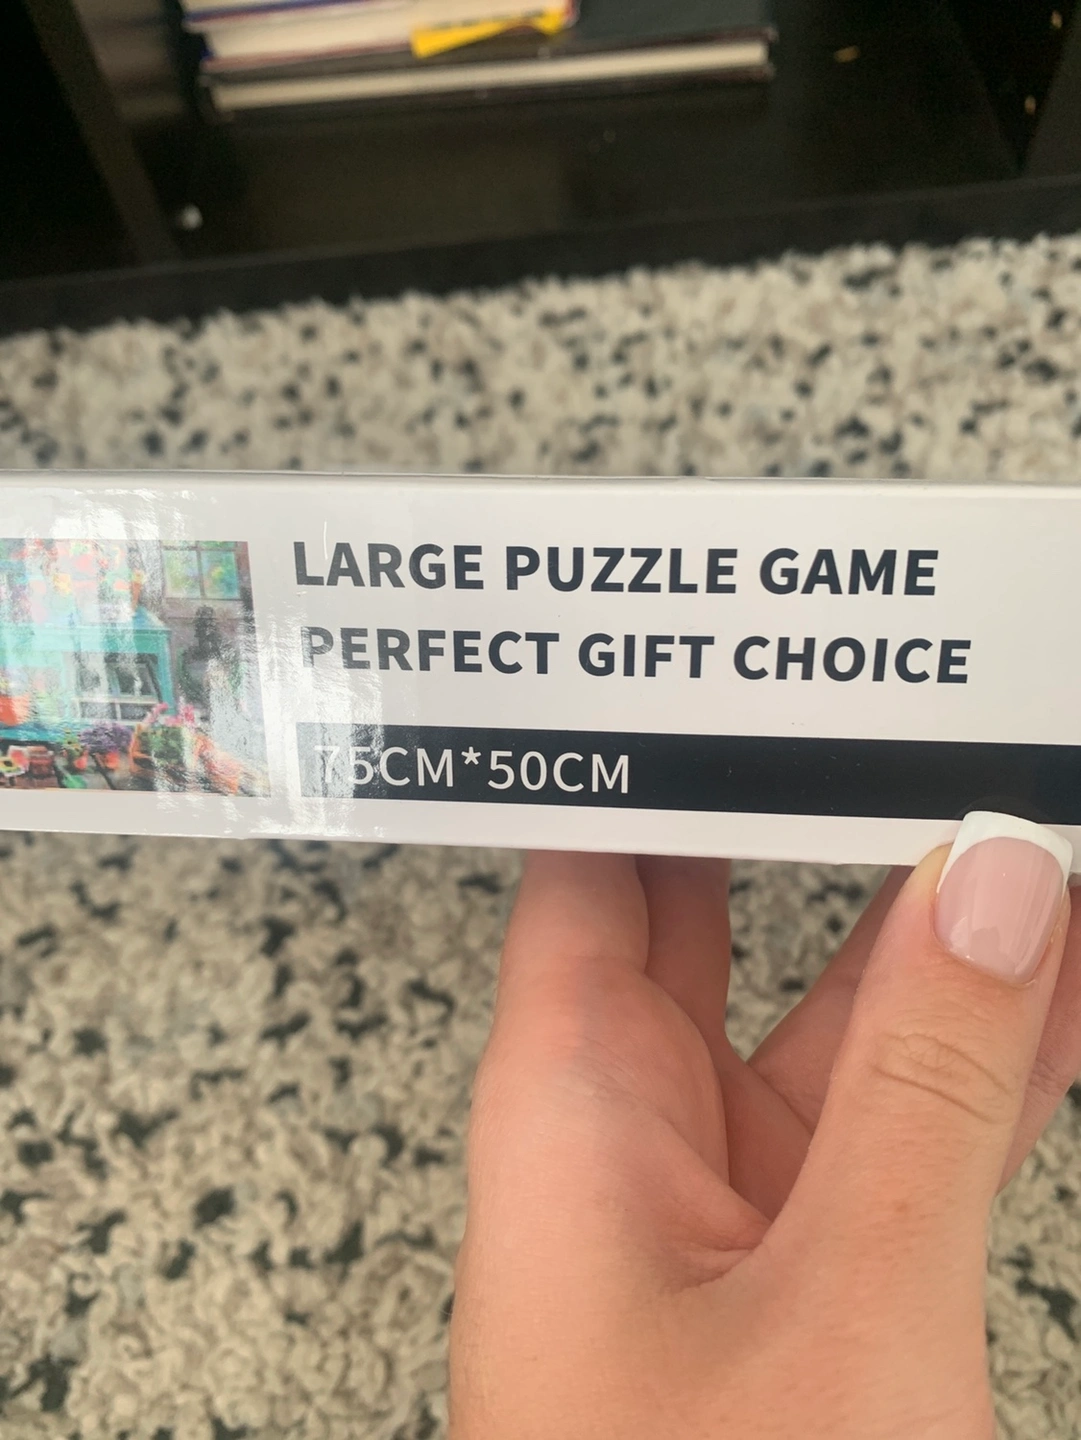 LARGE PUZZLE GAME
PERFECT GIFT CHOICE
75CM*50CM